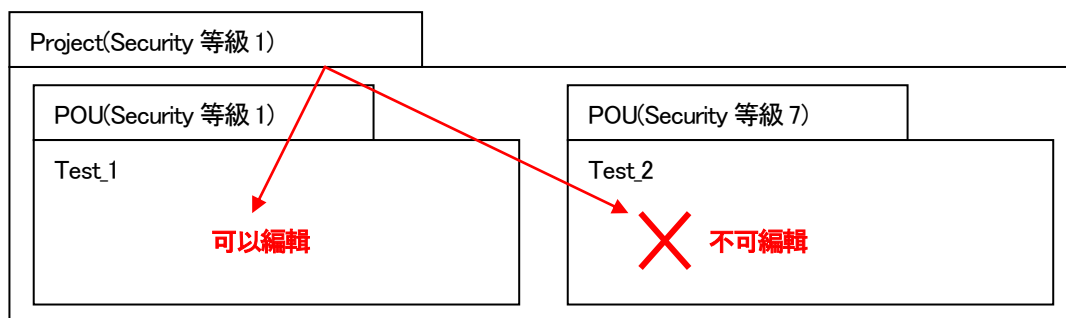 Project(Security 等級 1)
POU(Security 等級 1)
POU(Security 等級 7)
Test_1
Test_2
可以編輯
不可編輯